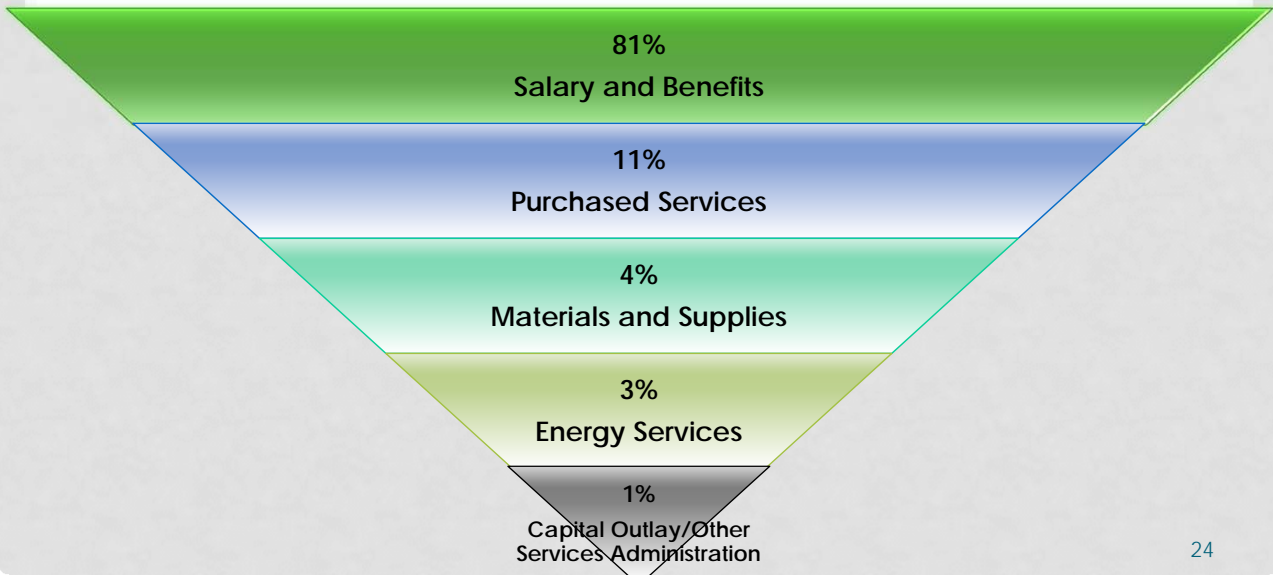 81%
Salary and Benefits
11%
Purchased Services
4%
Materials and Supplies
3%
Energy Services
1%
Capital Outlay/Other
Services Administration
24